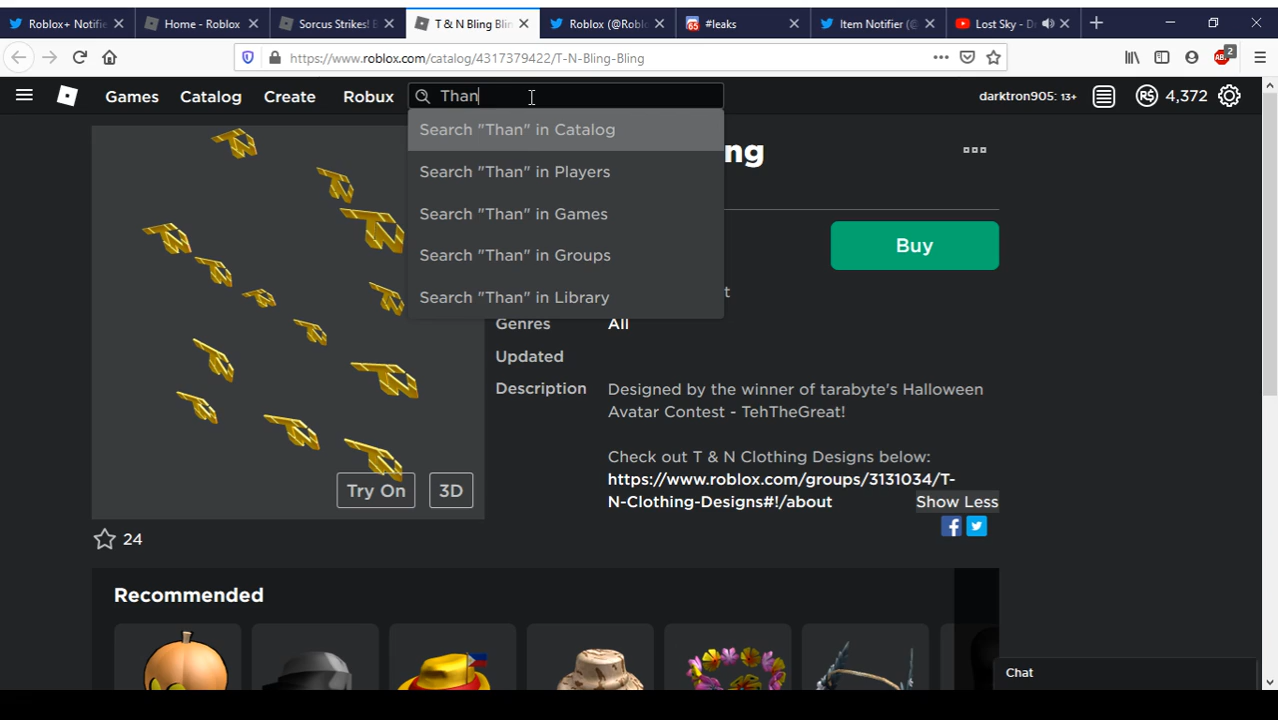 Roblox+ Notifie
Home - Roblox
Sorcus Strikes! E
T & N Bling Blin
Roblox (@Roblo
#leaks
Item Notifier (@
Lost Sky - D
https://www.roblox.com/catalog/4317379422/T-N-Bling-Bling
2
Games
Catalog
Create
Robux
Than
darktron905: 13+
4,372
Search "Than" in Catalog
Search "Than" in Players
Search "Than" in Games
Search "Than" in Groups
Search "Than" in Library
ng
Buy
t
Genres
All
Updated
Description
Designed by the winner of tarabyte's Halloween
Avatar Contest - TehTheGreat!
Check out T & N Clothing Designs below:
https://www.roblox.com/groups/3131034/T-
N-Clothing-Designs#!/about
Show Less
Try On
3D
24
Recommended
Chat